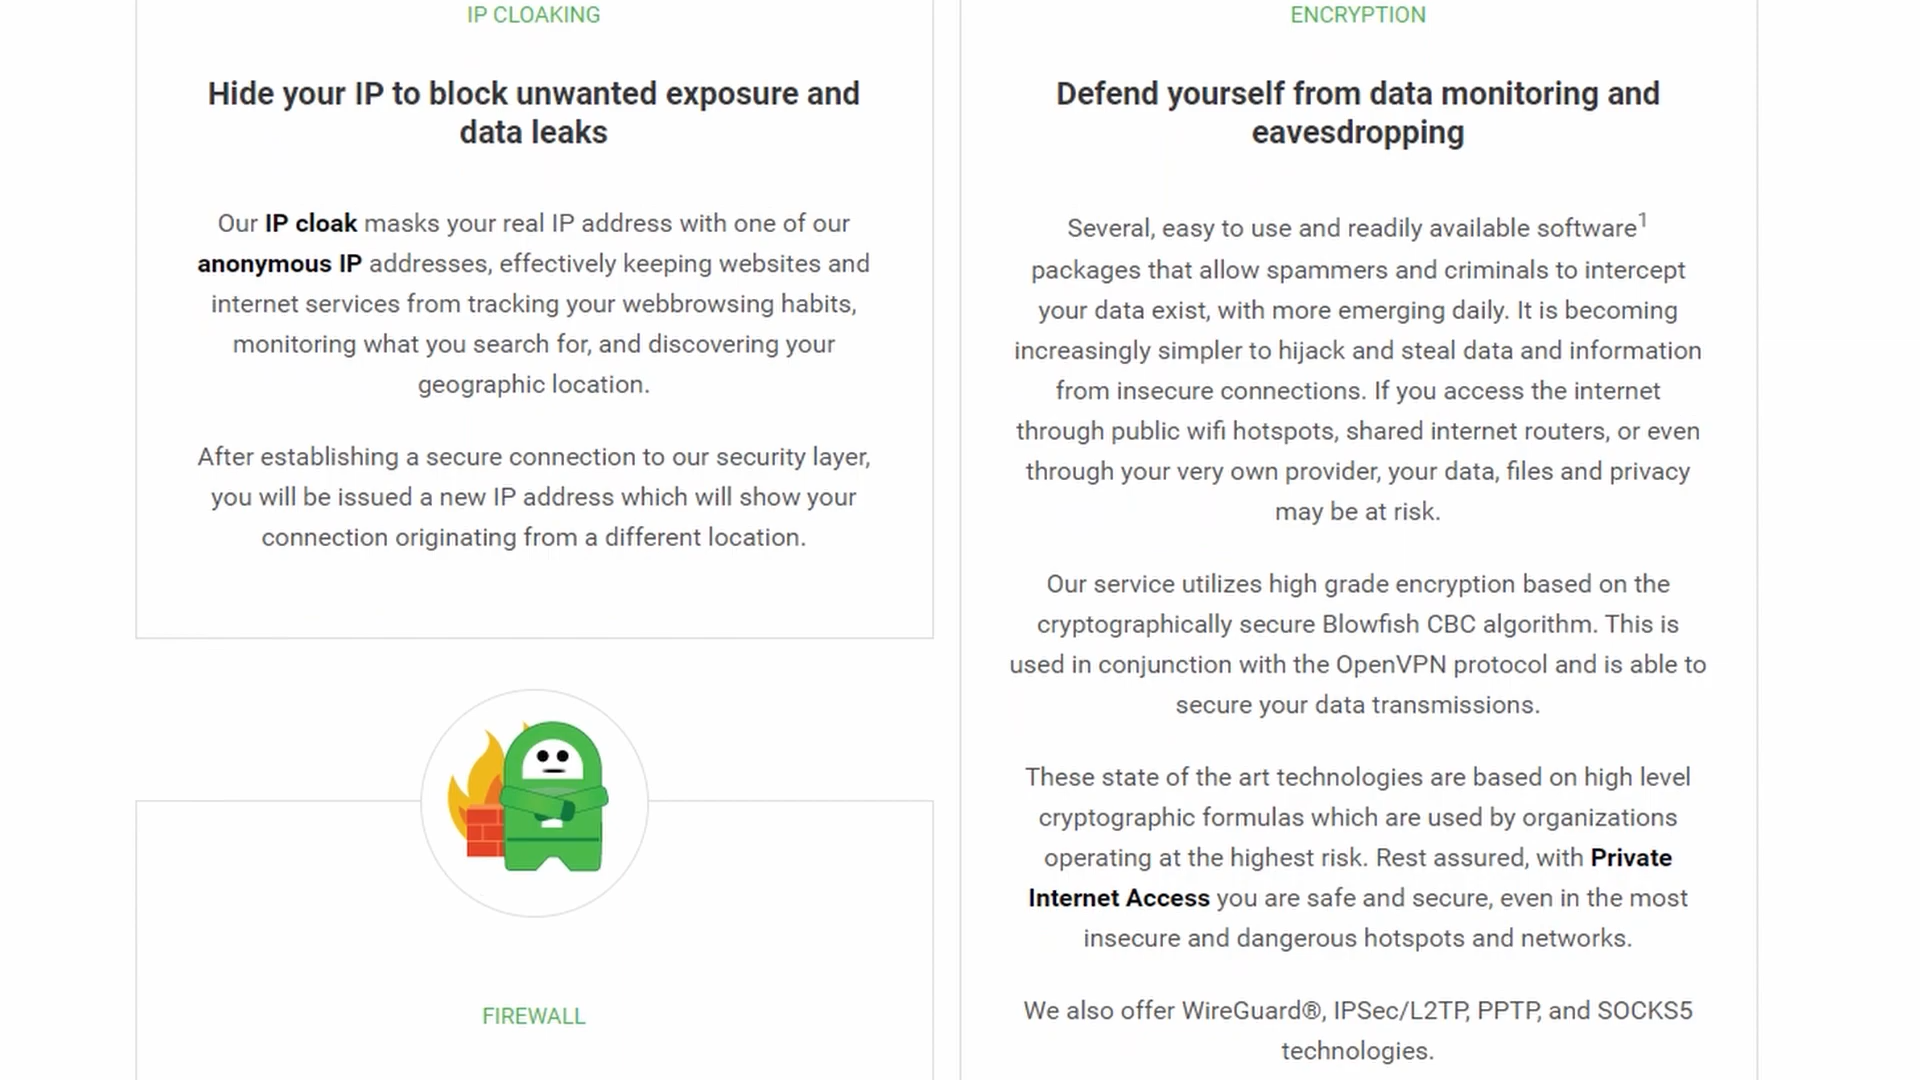 IP CLOAKING
Hide your IP to block unwanted exposure and
data leaks
Our IP cloak masks your real IP address with one of our
anonymous IP addresses, effectively keeping websites and
internet services from tracking your webbrowsing habits,
monitoring what you search for, and discovering your
geographic location.
After establishing a secure connection to our security layer,
you will be issued a new IP address which will show your
connection originating from a different location.
FIREWALL
ENCRYPTION
Defend yourself from data monitoring and
eavesdropping
Several, easy to use and readily available software¹
packages that allow spammers and criminals to intercept
your data exist, with more emerging daily. It is becoming
increasingly simpler to hijack and steal data and information
from insecure connections. If you access the internet
through public wifi hotspots, shared internet routers, or even
through your very own provider, your data, files and privacy
may be at risk.
Our service utilizes high grade encryption based on the
cryptographically secure Blowfish CBC algorithm. This is
used in conjunction with the OpenVPN protocol and is able to
secure your data transmissions.
These state of the art technologies are based on high level
cryptographic formulas which are used by organizations
operating at the highest risk. Rest assured, with Private
Internet Access you are safe and secure, even in the most
insecure and dangerous hotspots and networks.
We also offer WireGuard®, IPSec/L2TP, PPTP, and SOCKS5
technologies.